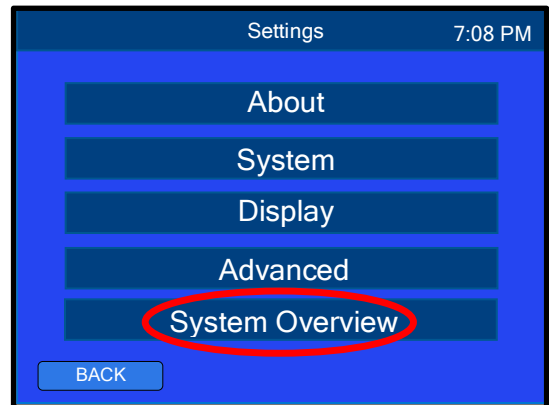 Settings 7:08 PM
About
System
Display
Advanced
System Overview
BACK